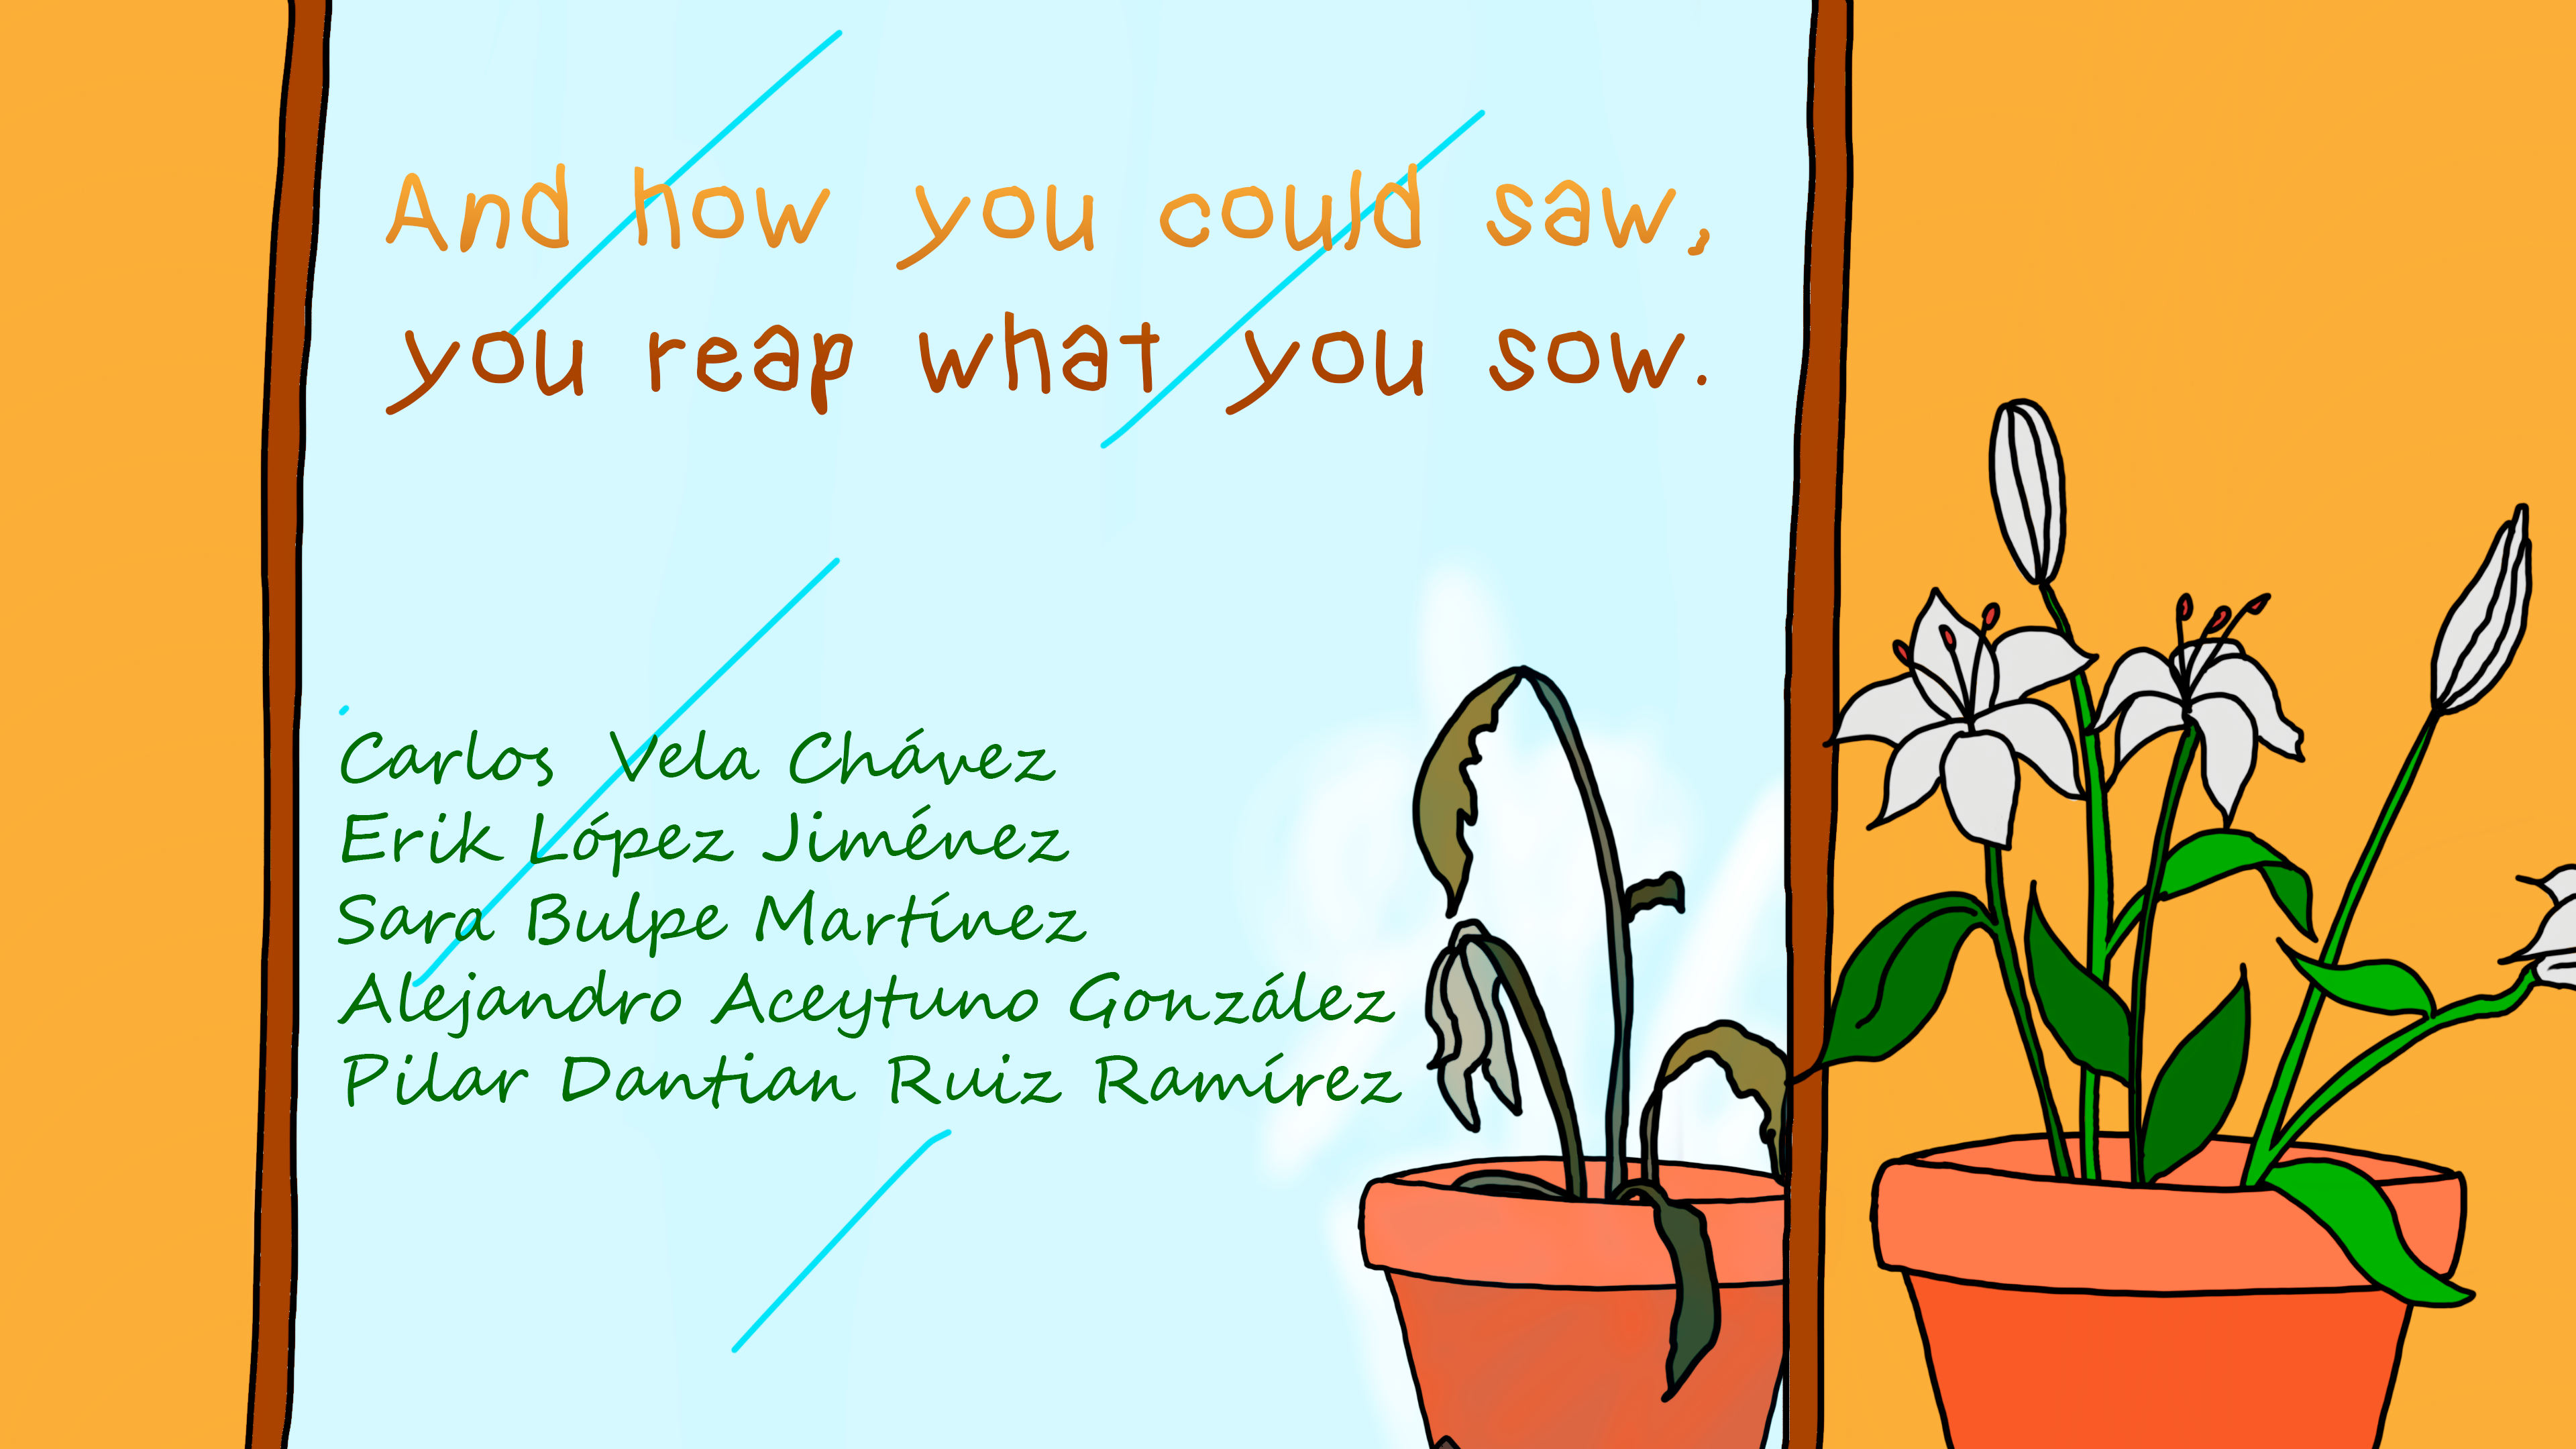 And how you could saw,
you reap what you sow.
Carlos Vela Chávez
Erik López Jiménez
Sara Bulpe Martínez
Alejandro Aceytuno González
Pilar Dantian Ruiz Ramírez